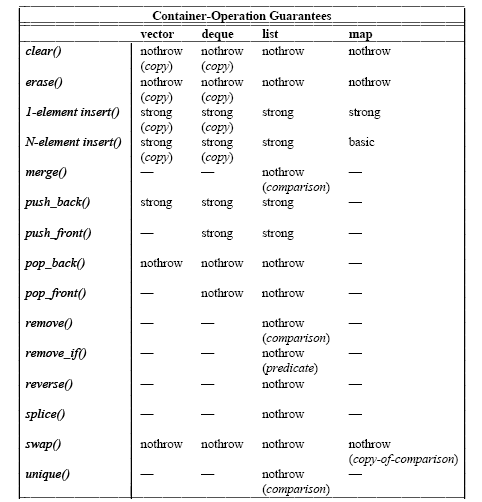 Container-Operation Guarantees
vector deque list map
clear() nothrow nothrow nothrow nothrow
(copy) (copy)
erase() nothrow nothrow nothrow nothrow
(copy) (copy)
1-element insert() strong strong strong strong
(copy) (copy)
N-element insert() strong strong strong basic
(copy) (copy)
merge() — — nothrow —
(comparison)
push_back() strong strong strong —
push_front() — strong strong —
pop_back() nothrow nothrow nothrow —
pop_front() — nothrow nothrow —
remove() — — nothrow —
(comparison)
remove_if() — — nothrow —
(predicate)
reverse() — — nothrow —
splice() — — nothrow —
swap() nothrow nothrow nothrow nothrow
(copy-of-comparison)
unique() — — nothrow —
(comparison)